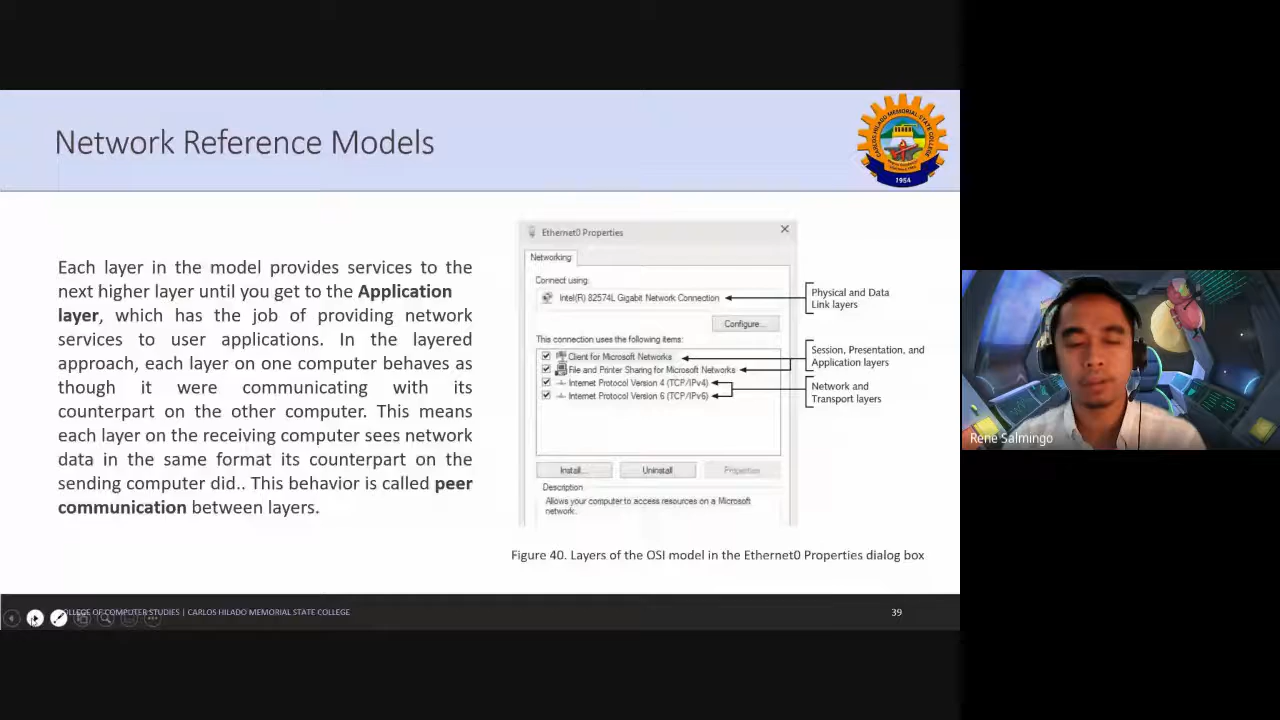 Network Reference Models
CARLOS HILADO MEMORIAL STATE COLLEGE
1954
Each layer in the model provides services to the
next higher layer until you get to the Application
layer, which has the job of providing network
services to user applications. In the layered
approach, each layer on one computer behaves as
though it were communicating with its
counterpart on the other computer. This means
each layer on the receiving computer sees network
data in the same format its counterpart on the
sending computer did.. This behavior is called peer
communication between layers.
Ethernet0 Properties
Networking
Connect using:
Intel(R) 82574L Gigabit Network Connection
Configure...
This connection uses the following items:
Client for Microsoft Networks
File and Printer Sharing for Microsoft Networks
Internet Protocol Version 4 (TCP/IPv4)
Internet Protocol Version 6 (TCP/IPv6)
Install...
Uninstall
Properties
Description
Allows your computer to access resources on a Microsoft
network.
Physical and Data
Link layers
Session, Presentation, and
Application layers
Network and
Transport layers
Figure 40. Layers of the OSI model in the Ethernet0 Properties dialog box
COLLEGE OF COMPUTER STUDIES | CARLOS HILADO MEMORIAL STATE COLLEGE
39
Rene Salmingo